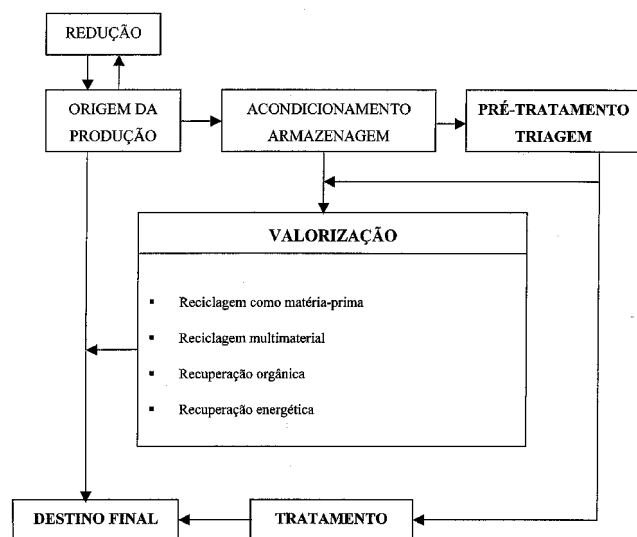 REDUÇÃO
ORIGEM DA
PRODUÇÃO
ACONDICIONAMENTO
ARMAZENAGEM
PRÉ-TRATAMENTO
TRIAGEM
VALORIZAÇÃO
▪ Reciclagem como matéria-prima
▪ Reciclagem multimaterial
▪ Recuperação orgânica
▪ Recuperação energética
DESTINO FINAL
TRATAMENTO